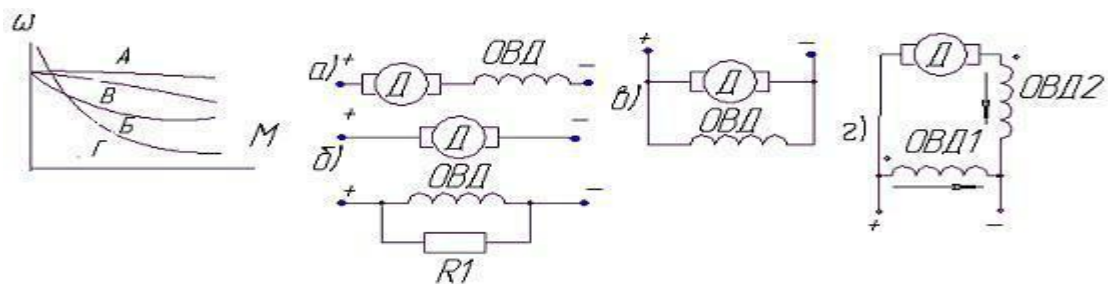 ω
А
В
Б
Г
М
а)
+
Д
ОВД
−
б)
+
Д
−
+
ОВД
−
R1
в)
+
−
Д
ОВД
г)
Д
ОВД2
ОВД1
+
−